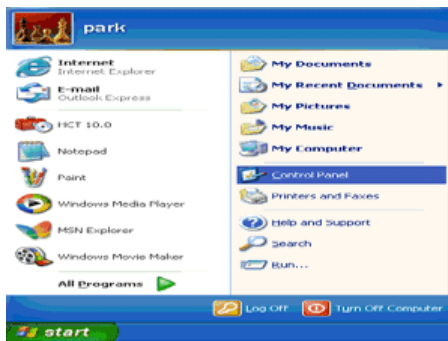 park
Internet
Internet Explorer
E-mail
Outlook Express
HCT 10.0
Notepad
Paint
Windows Media Player
MSN Explorer
Windows Movie Maker
All Programs
My Documents
My Recent Documents
My Pictures
My Music
My Computer
Control Panel
Printers and Faxes
Help and Support
Search
Run...
Log Off
Turn Off Computer
start